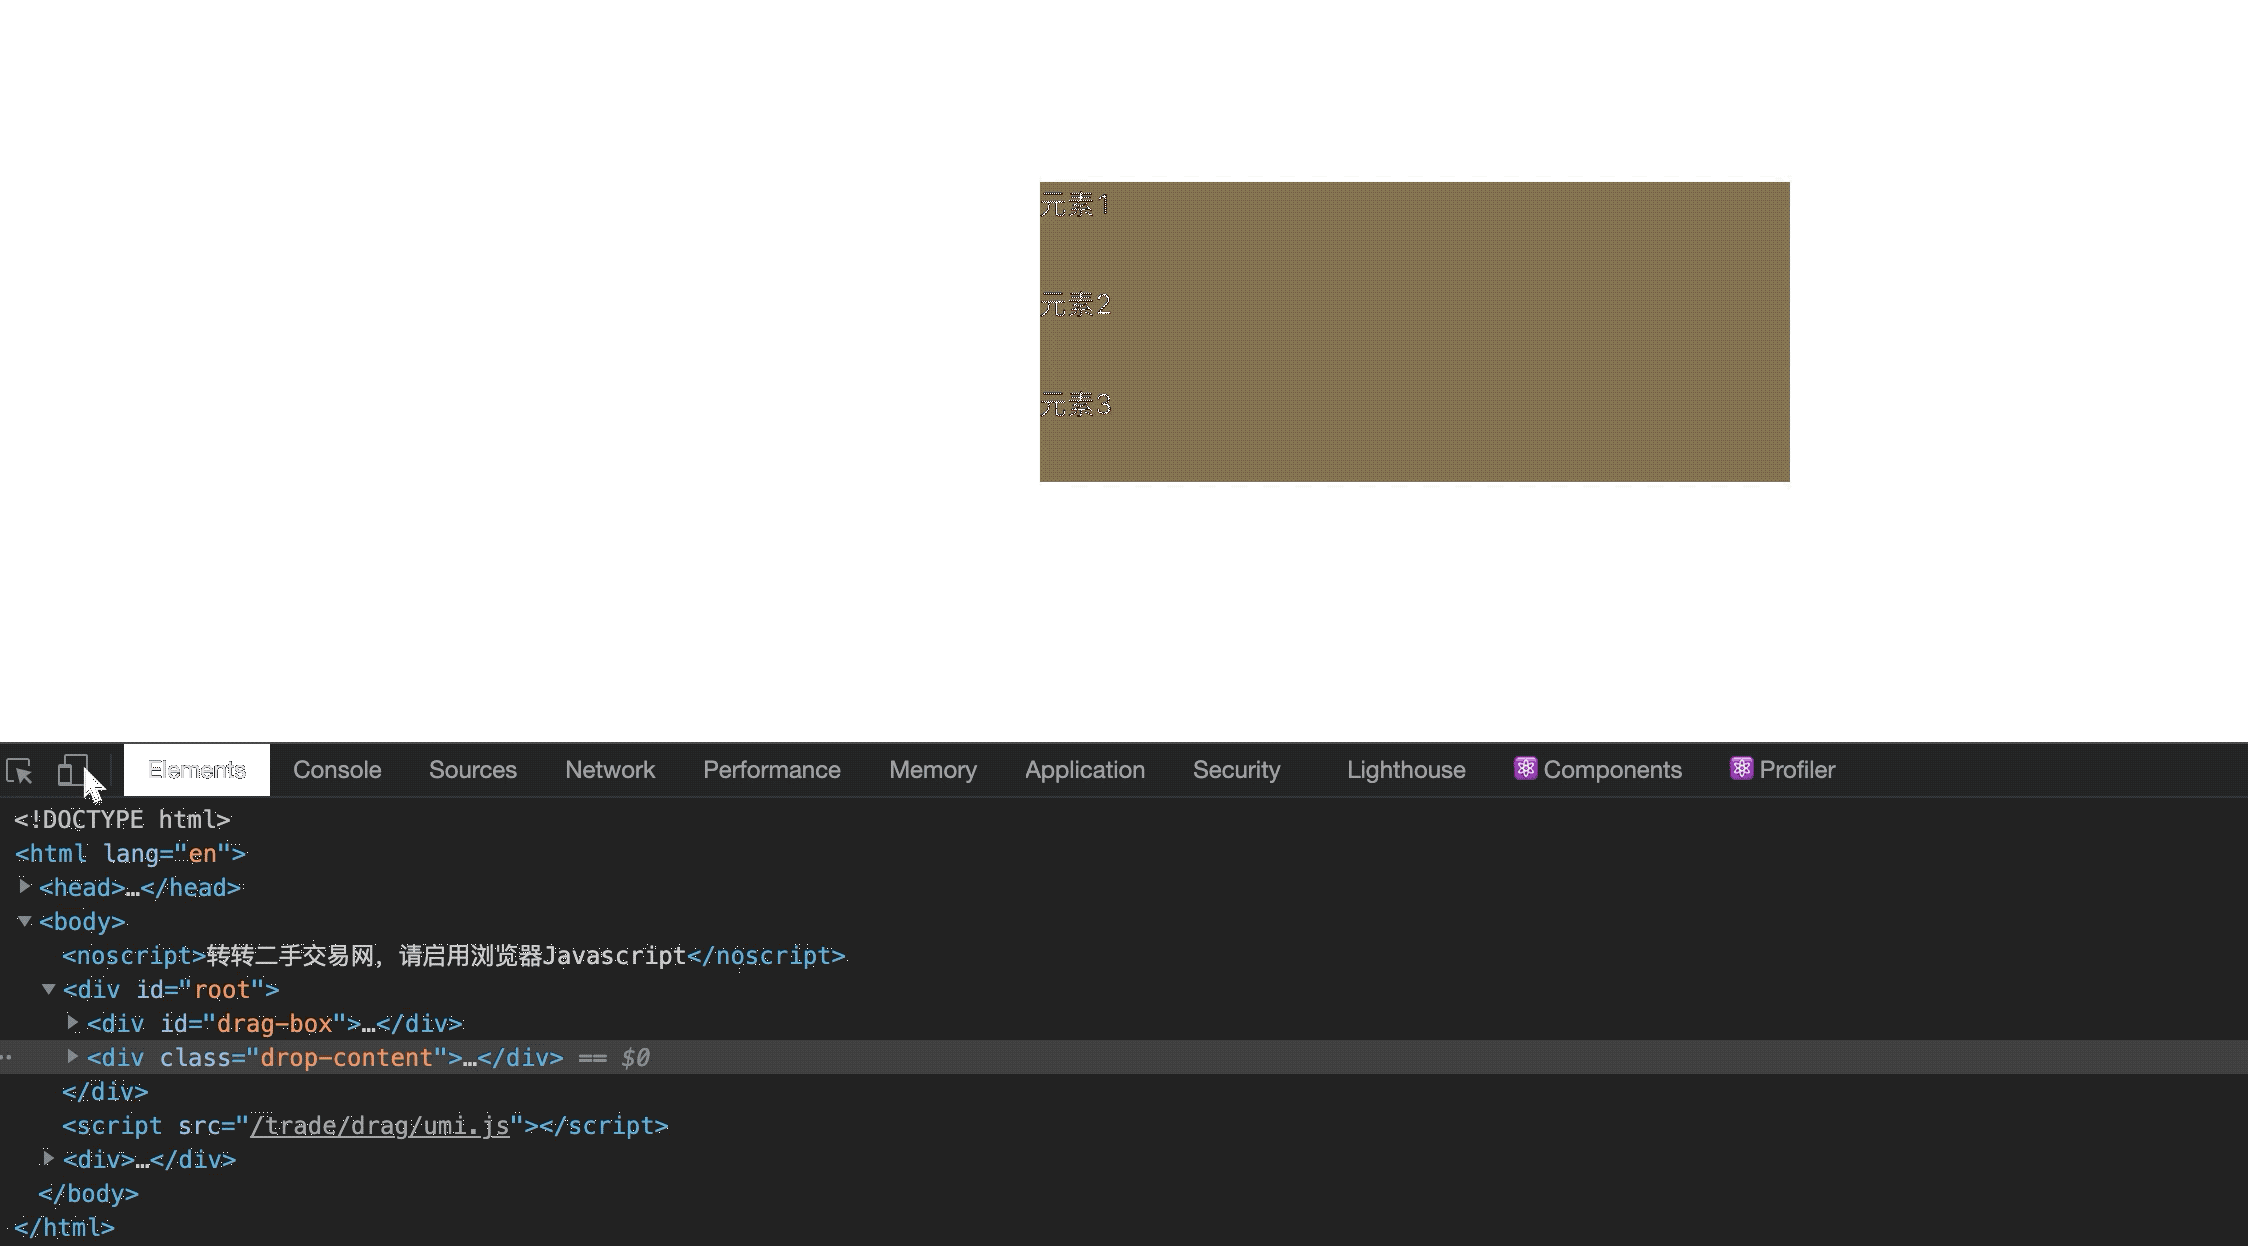 元素1
元素2
元素3
Elements Console Sources Network Performance Memory Application Security Lighthouse Components Profiler
<!DOCTYPE html>
<html lang="en">
<head>…</head>
<body>
<noscript>转转二手交易网，请启用浏览器Javascript</noscript>
<div id="root">
<div id="drag-box">…</div>
<div class="drop-content">…</div> == $0
</div>
<script src="/trade/drag/umi.js"></script>
<div>…</div>
</body>
</html>